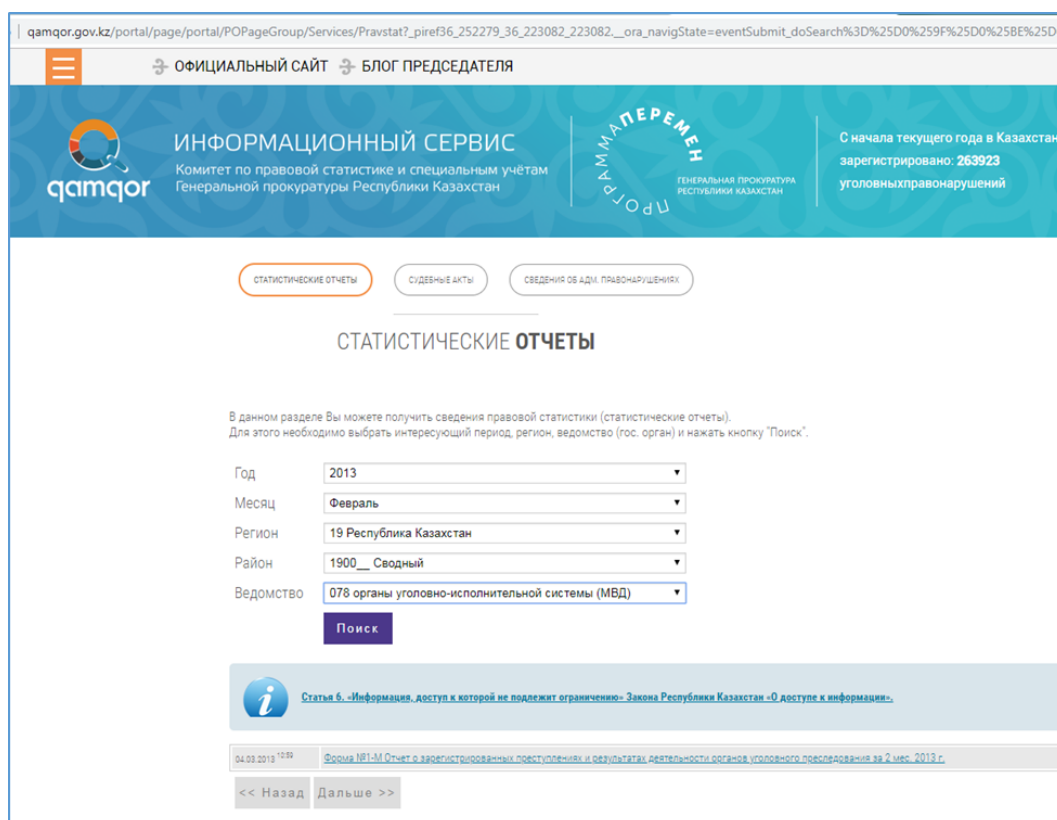 qamqor.gov.kz/portal/page/portal/POPageGroup/Services/Pravstat?_piref36_252279_36_223082_223082.__ora_navigState=eventSubmit_doSearch%3D%25D0%259F%25D0%25BE%25D
ОФИЦИАЛЬНЫЙ САЙТ БЛОГ ПРЕДСЕДАТЕЛЯ
qamqor
ИНФОРМАЦИОННЫЙ СЕРВИС
Комитет по правовой статистике и специальным учётам
Генеральной прокуратуры Республики Казахстан
ПРОГРАММА ПЕРЕМЕН
ГЕНЕРАЛЬНАЯ ПРОКУРАТУРА
РЕСПУБЛИКИ КАЗАХСТАН
С начала текущего года в Казахстан
зарегистрировано: 263923
уголовныхправонарушений
СТАТИСТИЧЕСКИЕ ОТЧЕТЫ СУДЕБНЫЕ АКТЫ СВЕДЕНИЯ ОБ АДМ. ПРАВОНАРУШЕНИЯХ
СТАТИСТИЧЕСКИЕ ОТЧЕТЫ
В данном разделе Вы можете получить сведения правовой статистики (статистические отчеты).
Для этого необходимо выбрать интересующий период, регион, ведомство (гос. орган) и нажать кнопку "Поиск".
Год 2013
Месяц Февраль
Регион 19 Республика Казахстан
Район 1900__ Сводный
Ведомство 078 органы уголовно-исполнительной системы (МВД)
Поиск
Статья 6. «Информация, доступ к которой не подлежит ограничению» Закона Республики Казахстан «О доступе к информации».
04.03.2013 10:59 Форма №1-М Отчет о зарегистрированных преступлениях и результатах деятельности органов уголовного преследования за 2 мес. 2013 г.
<< Назад Дальше >>